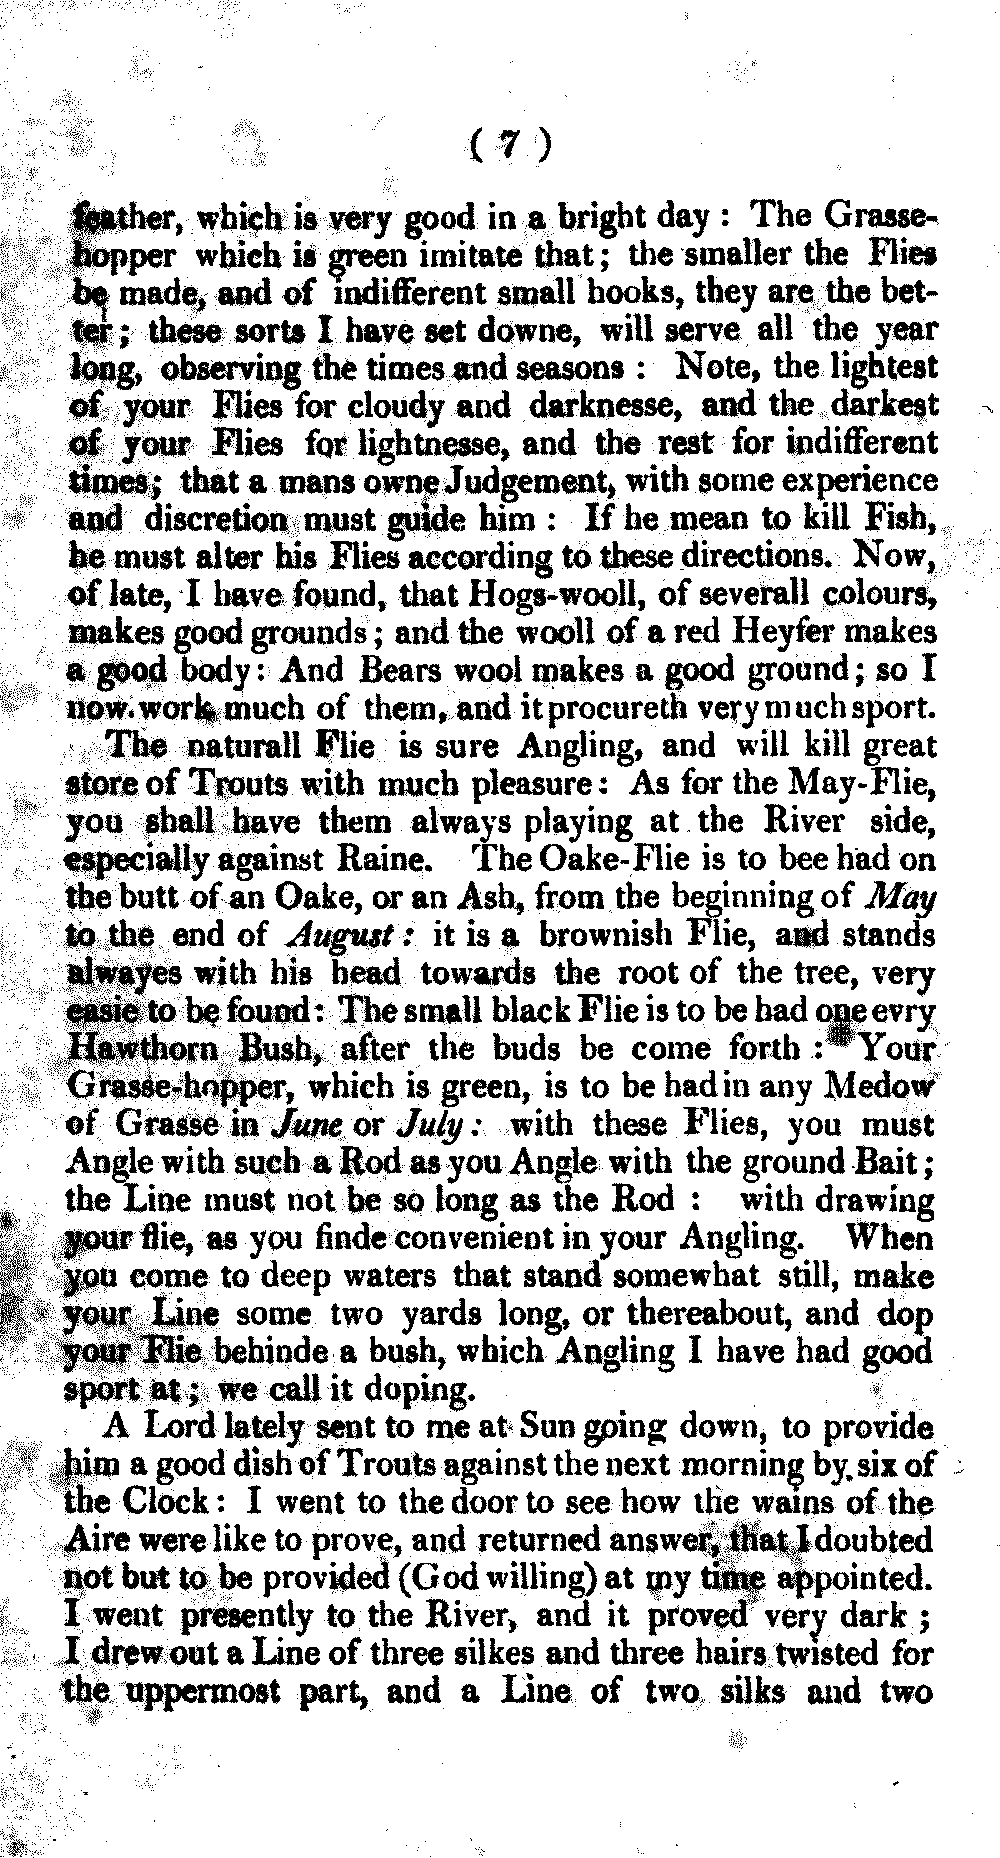 ( 7 )
feather, which is very good in a bright day : The Grasse-
hopper which is green imitate that; the smaller the Flies
be made, and of indifferent small hooks, they are the bet-
ter; these sorts I have set downe, will serve all the year
long, observing the times and seasons : Note, the lightest
of your Flies for cloudy and darknesse, and the darkest
of your Flies for lightnesse, and the rest for indifferent
times; that a mans owne Judgement, with some experience
and discretion must guide him : If he mean to kill Fish,
he must alter his Flies according to these directions. Now,
of late, I have found, that Hogs-wooll, of severall colours,
makes good grounds; and the wooll of a red Heyfer makes
a good body: And Bears wool makes a good ground; so I
now work much of them, and it procureth very much sport.
The naturall Flie is sure Angling, and will kill great
store of Trouts with much pleasure: As for the May-Flie,
you shall have them always playing at the River side,
especially against Raine. The Oake-Flie is to bee had on
the butt of an Oake, or an Ash, from the beginning of May
to the end of August: it is a brownish Flie, and stands
alwayes with his head towards the root of the tree, very
easie to be found: The small black Flie is to be had one evry
Hawthorn Bush, after the buds be come forth : Your
Grasse-hopper, which is green, is to be had in any Medow
of Grasse in June or July: with these Flies, you must
Angle with such a Rod as you Angle with the ground Bait;
the Line must not be so long as the Rod : with drawing
your flie, as you finde convenient in your Angling. When
you come to deep waters that stand somewhat still, make
your Line some two yards long, or thereabout, and dop
your Flie behinde a bush, which Angling I have had good
sport at; we call it doping.
A Lord lately sent to me at Sun going down, to provide
him a good dish of Trouts against the next morning by six of
the Clock: I went to the door to see how the wains of the
Aire were like to prove, and returned answer, that I doubted
not but to be provided (God willing) at my time appointed.
I went presently to the River, and it proved very dark ;
I drew out a Line of three silkes and three hairs twisted for
the uppermost part, and a Line of two silks and two